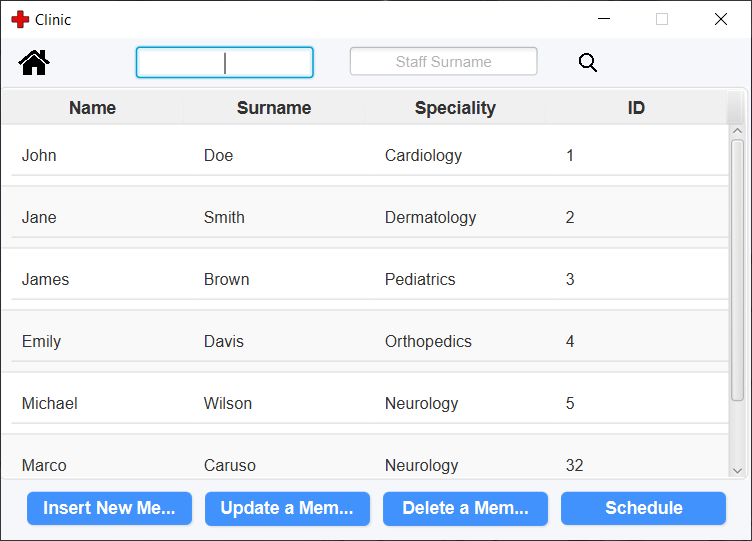 Clinic
Staff Surname
Name Surname Speciality ID
John Doe Cardiology 1
Jane Smith Dermatology 2
James Brown Pediatrics 3
Emily Davis Orthopedics 4
Michael Wilson Neurology 5
Marco Caruso Neurology 32
Insert New Me... Update a Mem... Delete a Mem... Schedule